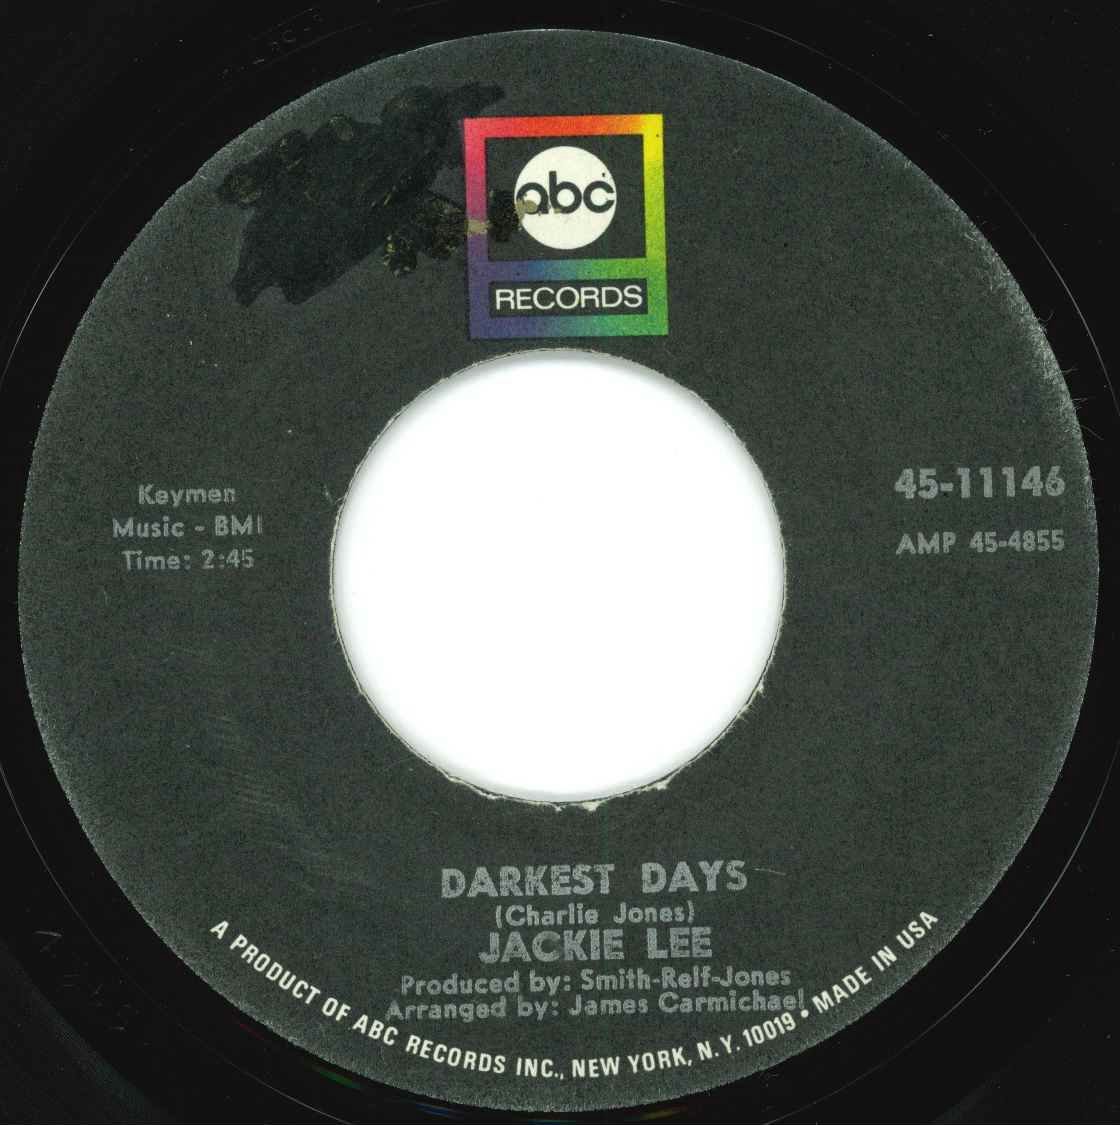 abc
RECORDS
Keymen
Music - BMI
Time: 2:45
45-11146
AMP 45-4855
DARKEST DAYS
(Charlie Jones)
JACKIE LEE
Produced by: Smith-Relf-Jones
Arranged by: James Carmichael
A PRODUCT OF ABC RECORDS INC., NEW YORK, N.Y. 10019 • MADE IN USA